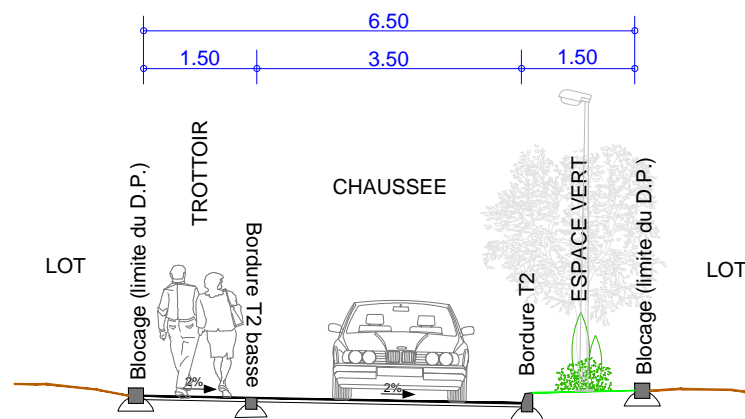 6.50
1.50
3.50
1.50
TROTTOIR
CHAUSSEE
ESPACE VERT
LOT
LOT
Blocage (limite du D.P.)
Bordure T2 basse
Bordure T2
Blocage (limite du D.P.)
2%
2%